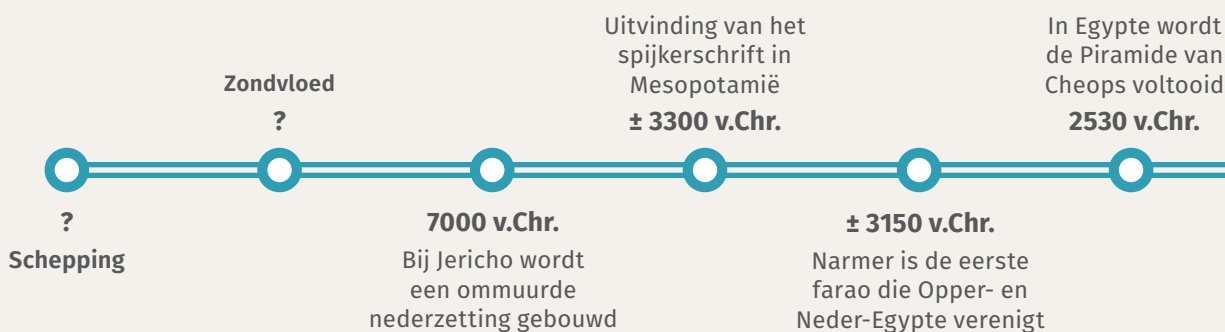 ?
Schepping
Zondvloed
?
7000 v.Chr.
Bij Jericho wordt
een ommuurde
nederzetting gebouwd
Uitvinding van het
spijkerschrift in
Mesopotamië
± 3300 v.Chr.
± 3150 v.Chr.
Narmer is de eerste
farao die Opper- en
Neder-Egypte verenigt
In Egypte wordt
de Piramide van
Cheops voltooid
2530 v.Chr.